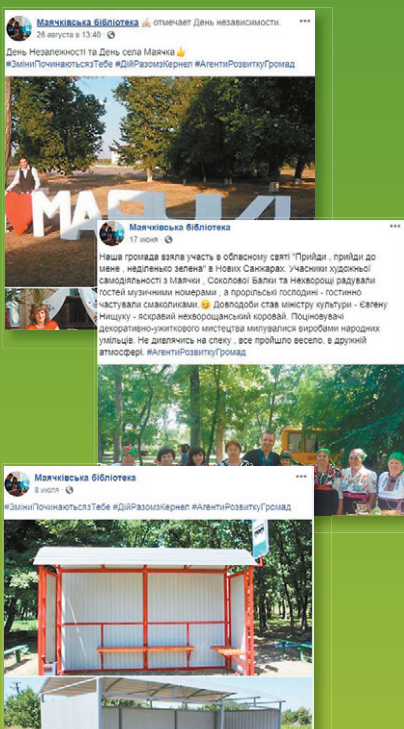 Маячківська бібліотека отмечает День независимости.
26 августа в 13:40
День Незалежності та День села Маячка
#ЗміниПочинаютьсязТебе #ДійРазомзКернел #АгентиРозвиткуГромад
МАЯЧК
Маячківська бібліотека
17 июня
Наша громада взяла участь в обласному святі "Прийди , прийди до
мене , неділенько зелена" в Нових Санжарах. Учасники художньої
самодіяльності з Маячки , Соколової Балки та Нехворощі радували
гостей музичними номерами , а прорільські господині - гостинно
частували смаколиками. Довподоби став міністру культури - Євгену
Нищуку - яскравий нехворощанський коровай. Поціновувачі
декоративно-ужиткового мистецтва милувалися виробами народних
умільців. Не дивлячись на спеку , все пройшло весело, в дружній
атмосфері. #АгентиРозвиткуГромад
Маячківська бібліотека
8 июля
#ЗміниПочинаютьсязТебе #ДійРазомзКернел #АгентиРозвиткуГромад